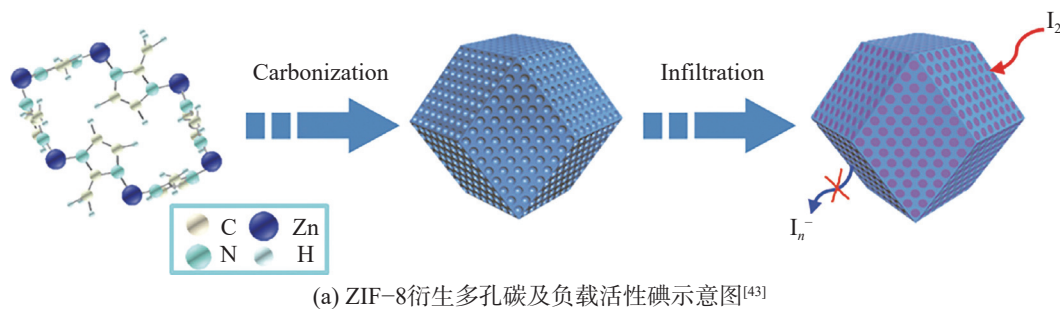 Carbonization
Infiltration
I₂
Iₙ⁻
C Zn
N H
(a) ZIF−8衍生多孔碳及负载活性碘示意图[43]